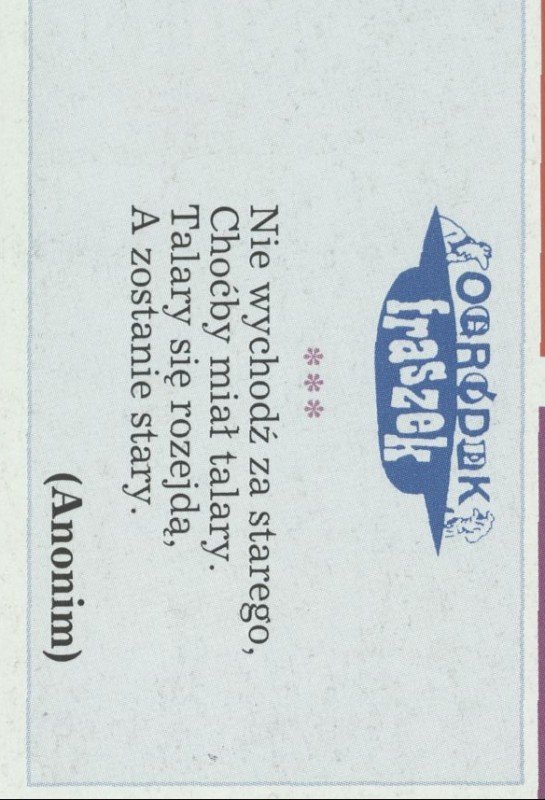 OGRÓDEK
fraszek
***
Nie wychodź za starego,
Choćby miał talary.
Talary się rozejdą,
A zostanie stary.
(Anonim)